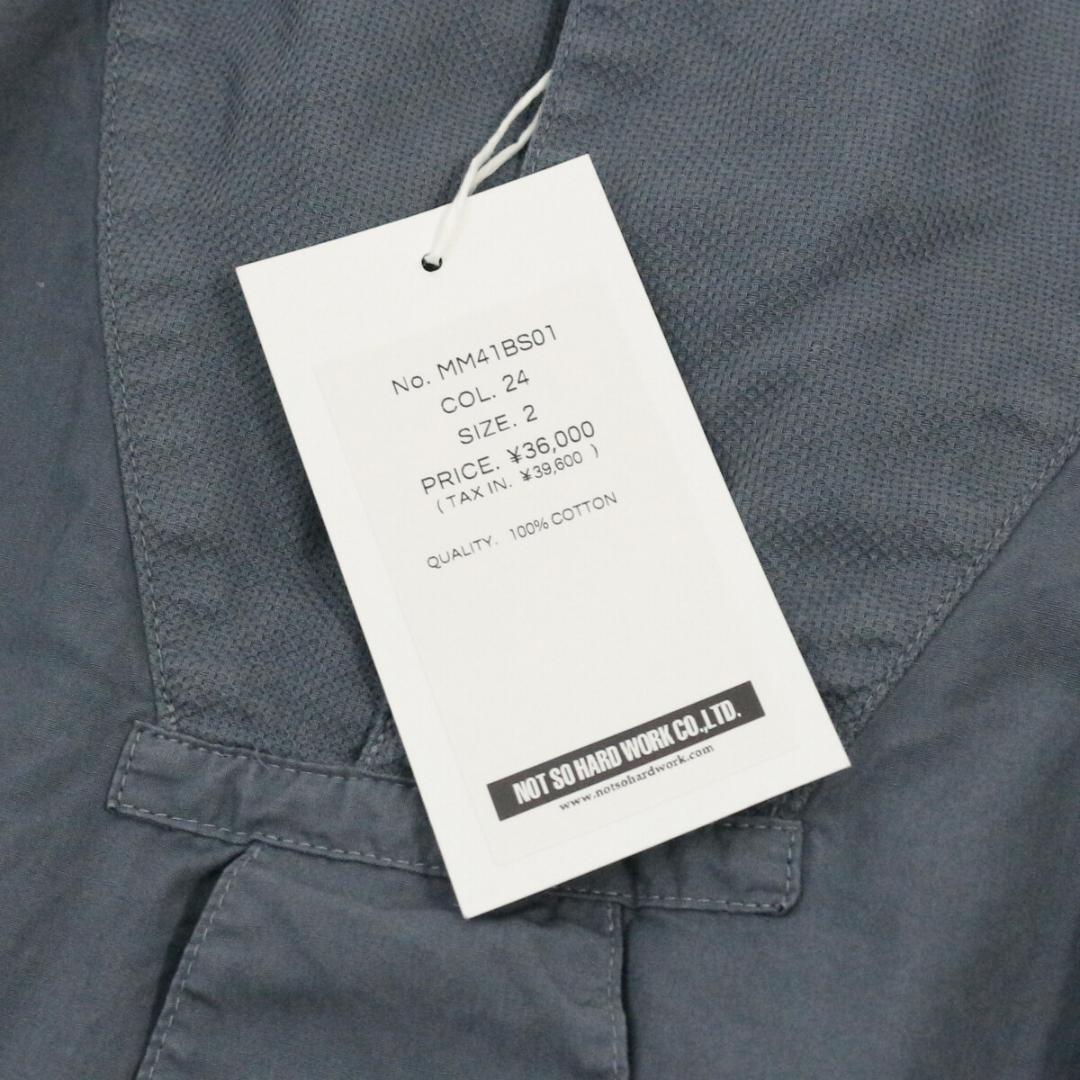 No. MM41BS01
COL. 24
SIZE. 2
PRICE. ¥36,000
( TAX IN. ¥39,600 )
QUALITY. 100% COTTON
NOT SO HARD WORK CO.,LTD.
www.notsohardwork.com